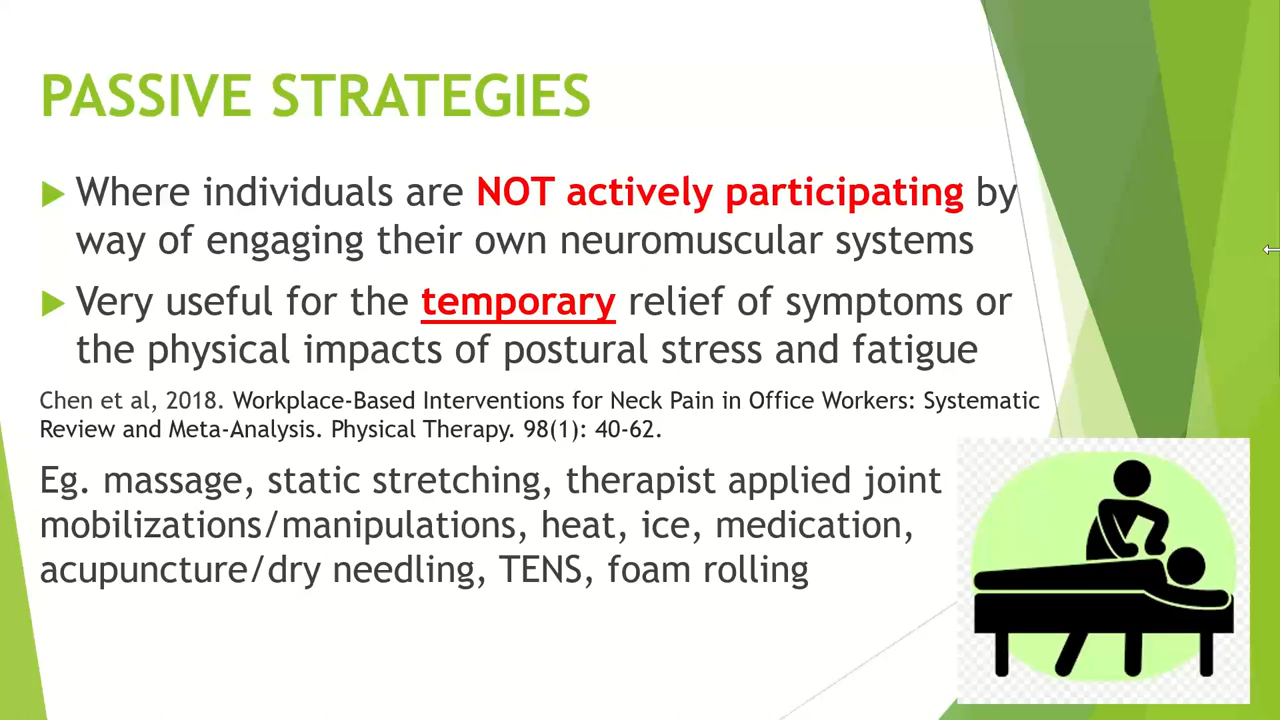 PASSIVE STRATEGIES
Where individuals are NOT actively participating by
way of engaging their own neuromuscular systems
Very useful for the temporary relief of symptoms or
the physical impacts of postural stress and fatigue
Chen et al, 2018. Workplace-Based Interventions for Neck Pain in Office Workers: Systematic
Review and Meta-Analysis. Physical Therapy. 98(1): 40-62.
Eg. massage, static stretching, therapist applied joint
mobilizations/manipulations, heat, ice, medication,
acupuncture/dry needling, TENS, foam rolling